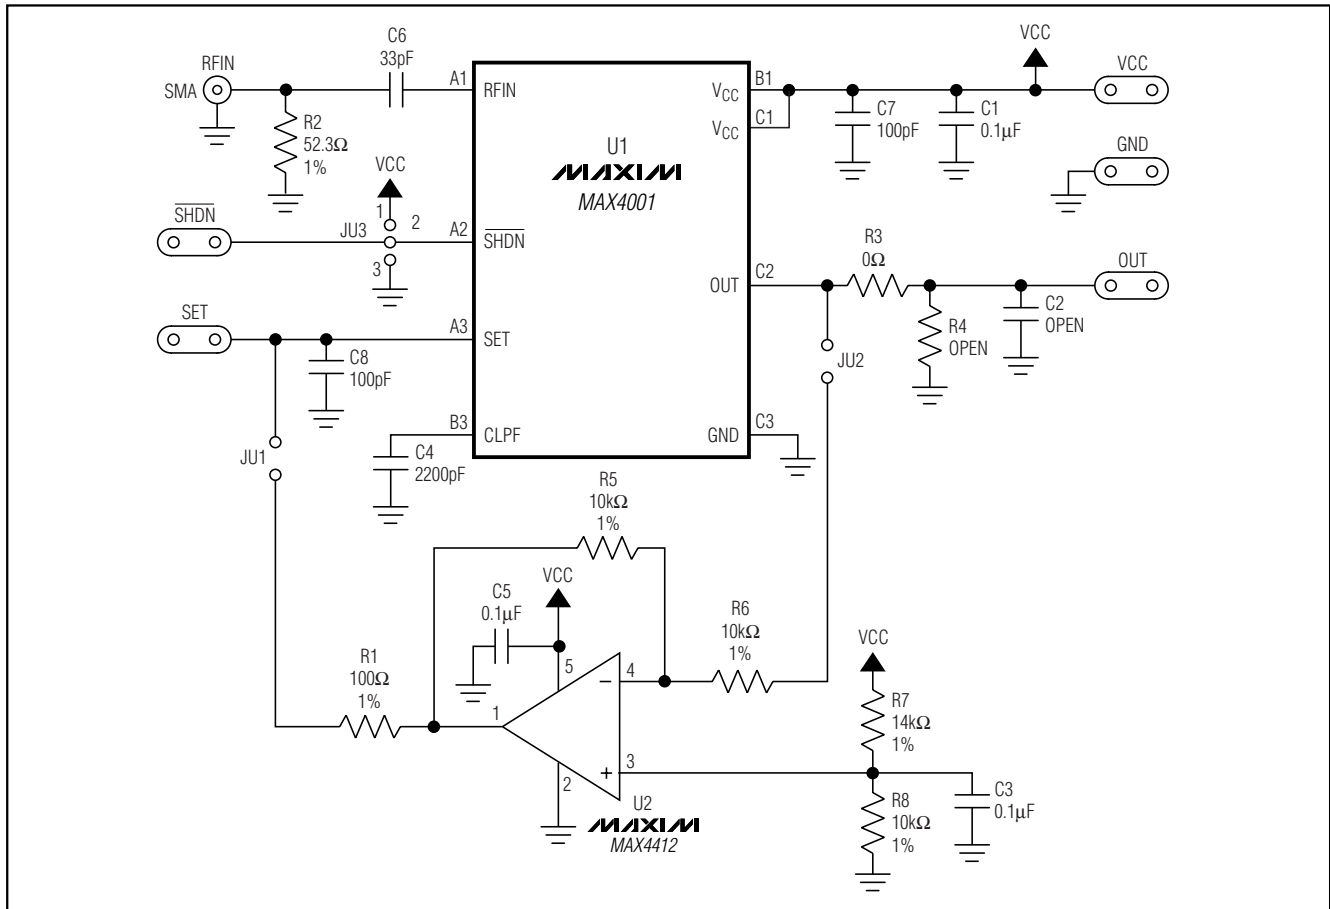 RFIN
SMA
C6
33pF
R2
52.3Ω
1%
A1
RFIN
VCC
1
2
JU3
3
SHDN
A2
SHDN
SET
A3
SET
C8
100pF
B3
CLPF
C4
2200pF
JU1
U1
MAXIM
MAX4001
VCC
B1
VCC
C1
C7
100pF
C1
0.1µF
VCC
VCC
GND
OUT
C2
R3
0Ω
R4
OPEN
C2
OPEN
OUT
JU2
GND
C3
R5
10kΩ
1%
C5
0.1µF
VCC
R1
100Ω
1%
1
5
4
−
+
3
2
U2
MAXIM
MAX4412
R6
10kΩ
1%
VCC
R7
14kΩ
1%
R8
10kΩ
1%
C3
0.1µF